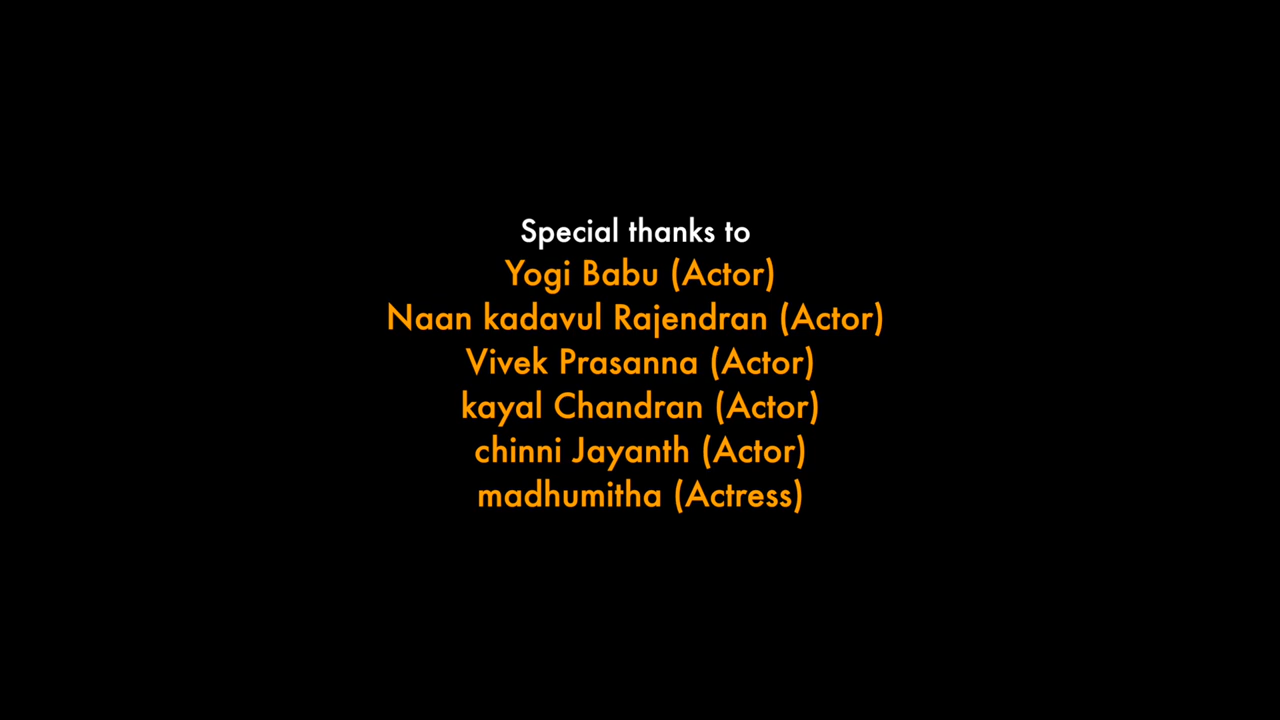 Special thanks to
Yogi Babu (Actor)
Naan kadavul Rajendran (Actor)
Vivek Prasanna (Actor)
kayal Chandran (Actor)
chinni Jayanth (Actor)
madhumitha (Actress)